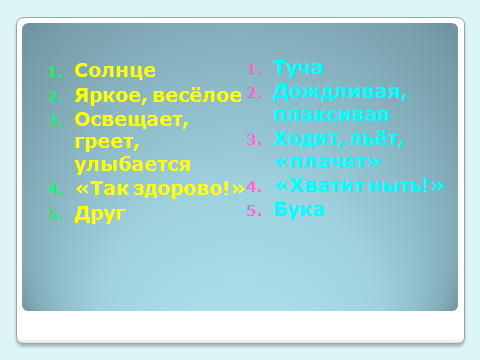 1. Солнце
2. Яркое, весёлое
3. Освещает,
греет,
улыбается
4. «Так здорово!»
5. Друг
1. Туча
2. Дождливая,
плаксивая
3. Ходит, льёт,
«плачет»
4. «Хватит ныть!»
5. Бука